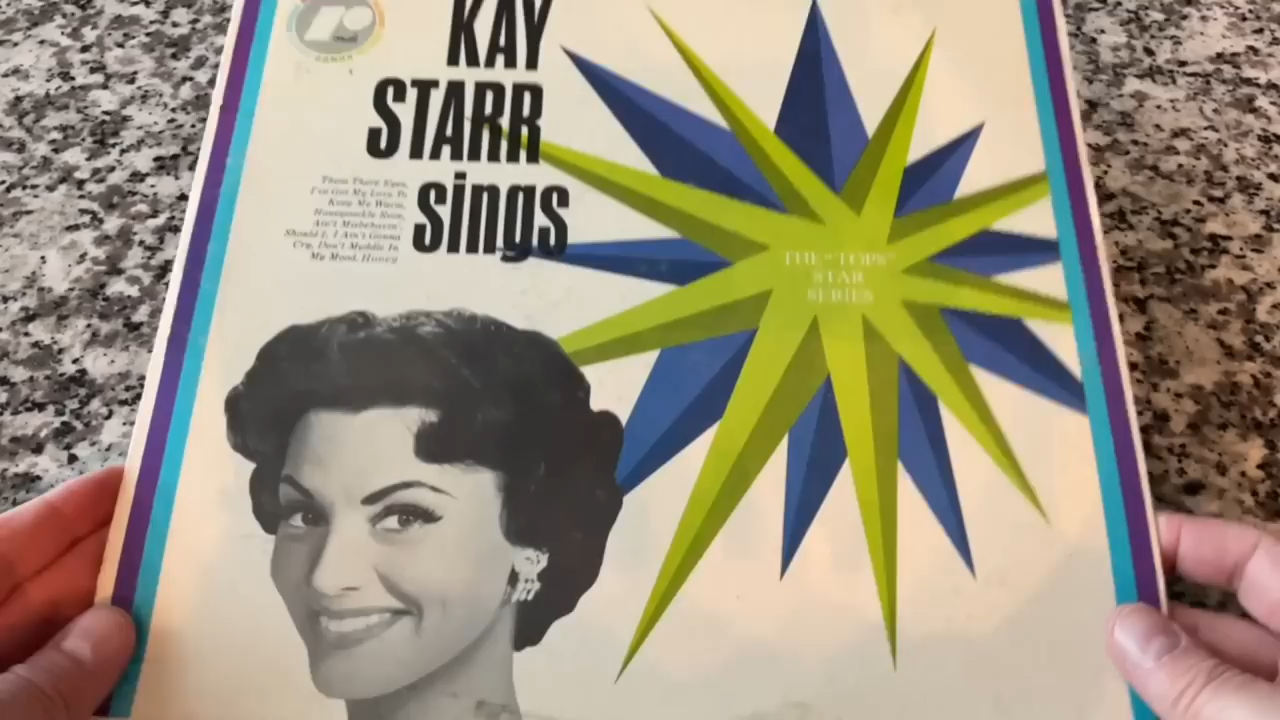 KAY
STARR
sings
Them There Eyes,
I've Got My Love To
Keep Me Warm,
Honeysuckle Rose,
Ain't Misbehavin',
Should I, I Ain't Gonna
Cry, Don't Meddle In
My Mood, Honey
THE "TOPS"
STAR
SERIES